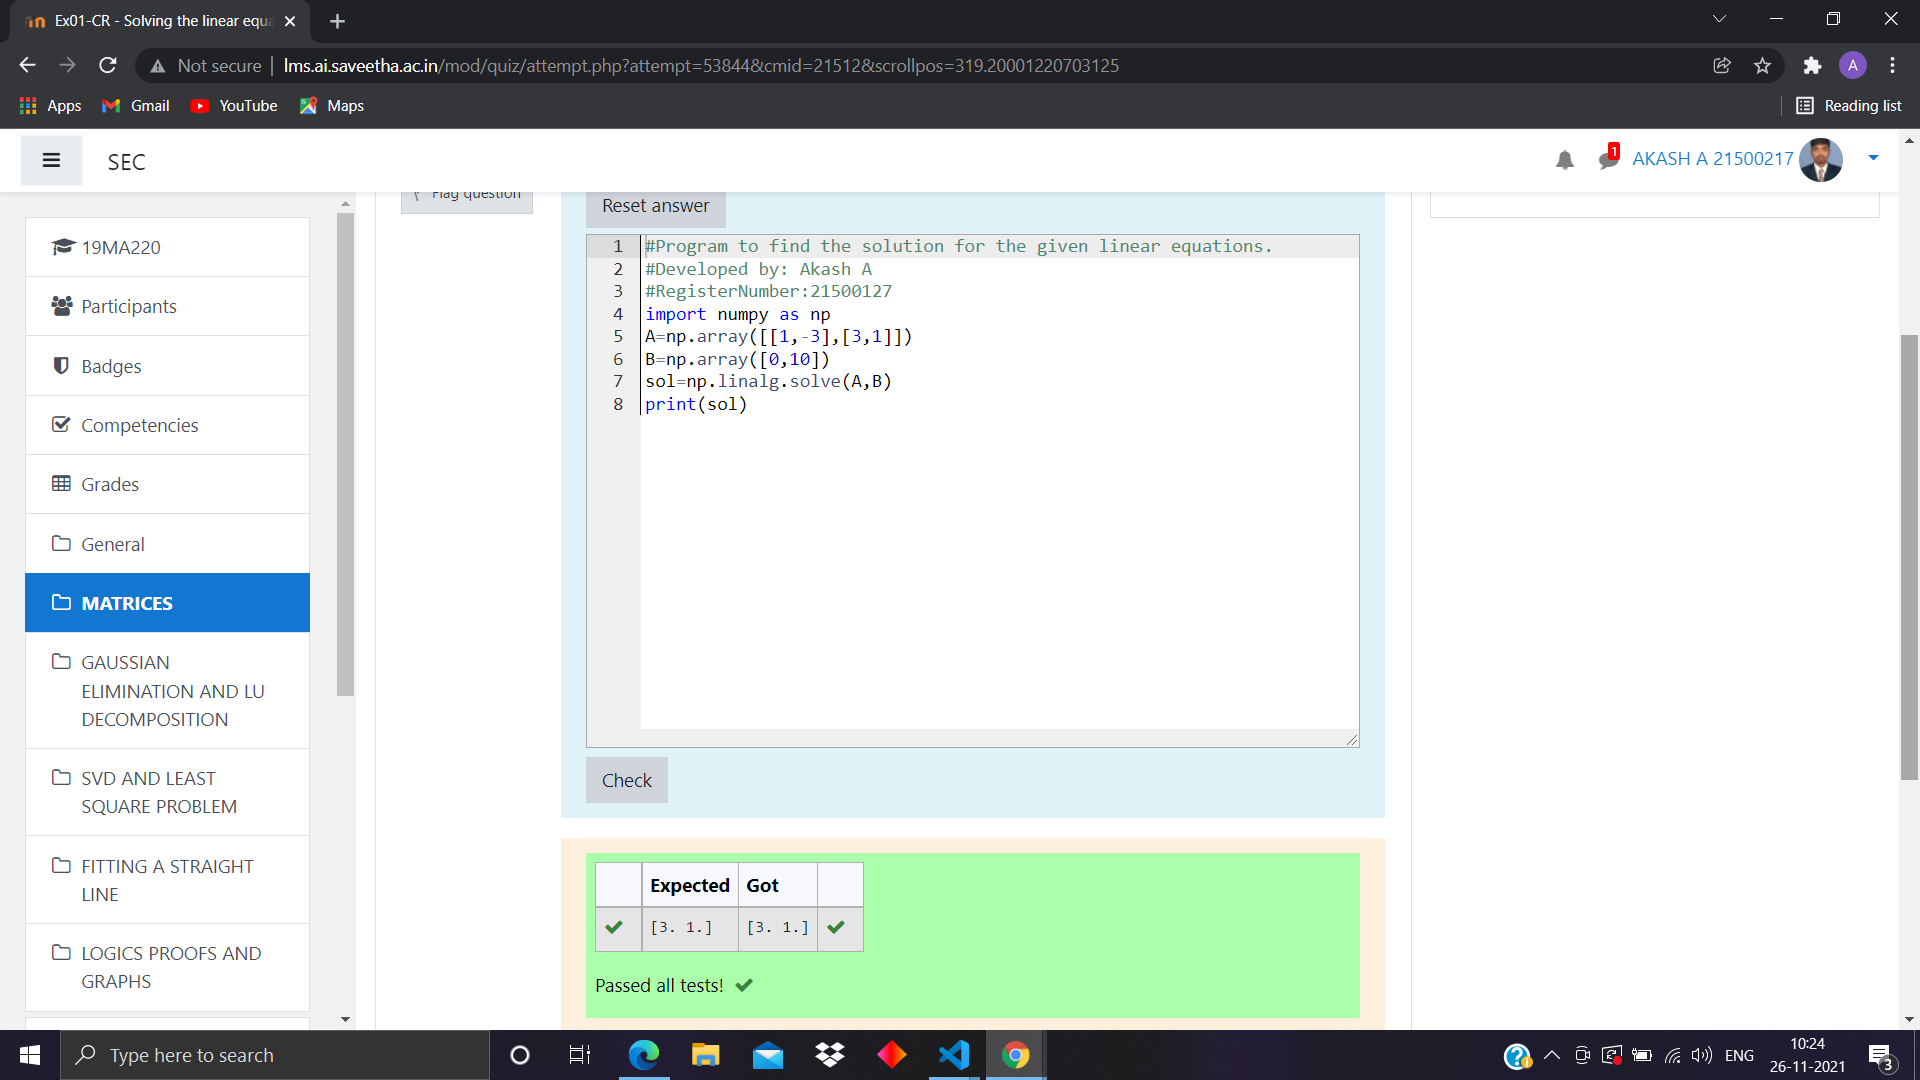 Ex01-CR - Solving the linear equa
Not secure | lms.ai.saveetha.ac.in/mod/quiz/attempt.php?attempt=53844&cmid=21512&scrollpos=319.20001220703125
A
Apps
Gmail
YouTube
Maps
Reading list
SEC
1
AKASH A 21500217
Flag question
Reset answer
19MA220
Participants
Badges
Competencies
Grades
General
MATRICES
GAUSSIAN
ELIMINATION AND LU
DECOMPOSITION
SVD AND LEAST
SQUARE PROBLEM
FITTING A STRAIGHT
LINE
LOGICS PROOFS AND
GRAPHS
1 #Program to find the solution for the given linear equations.
2 #Developed by: Akash A
3 #RegisterNumber:21500127
4 import numpy as np
5 A=np.array([[1,-3],[3,1]])
6 B=np.array([0,10])
7 sol=np.linalg.solve(A,B)
8 print(sol)
Check
Expected Got
[3. 1.] [3. 1.]
Passed all tests!
Type here to search
ENG
10:24
26-11-2021
3